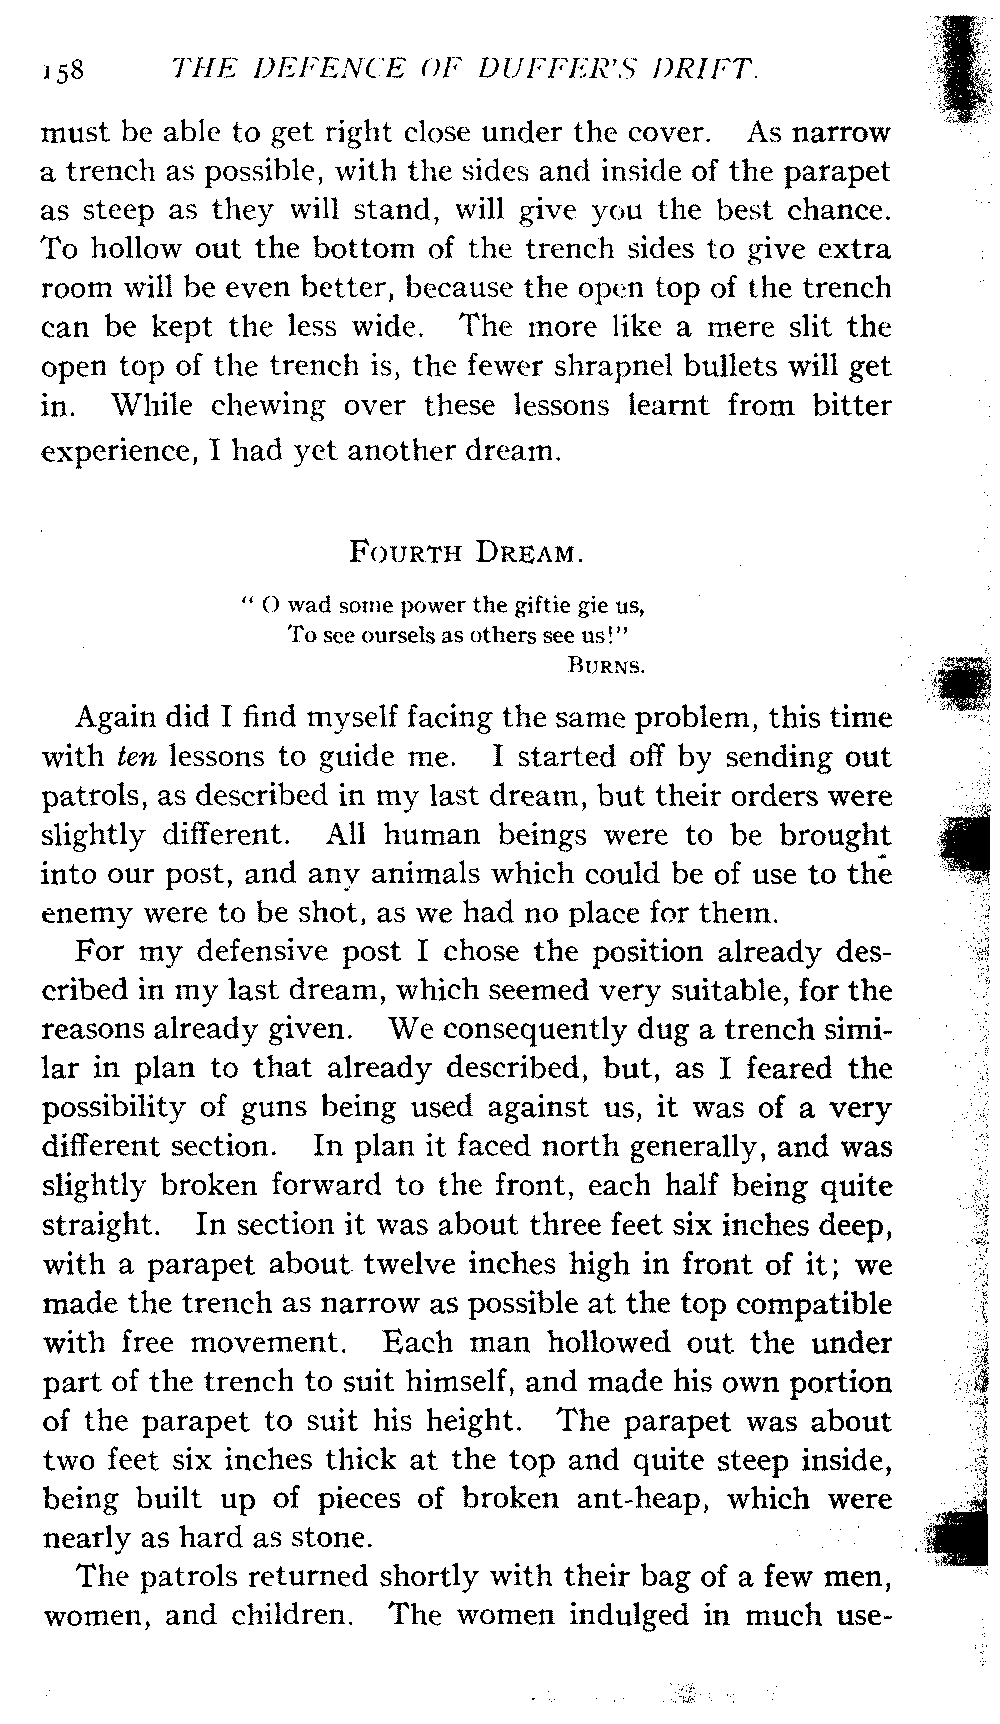 158 THE DEFENCE OF DUFFER'S DRIFT.
must be able to get right close under the cover. As narrow
a trench as possible, with the sides and inside of the parapet
as steep as they will stand, will give you the best chance.
To hollow out the bottom of the trench sides to give extra
room will be even better, because the open top of the trench
can be kept the less wide. The more like a mere slit the
open top of the trench is, the fewer shrapnel bullets will get
in. While chewing over these lessons learnt from bitter
experience, I had yet another dream.
FOURTH DREAM.
" O wad some power the giftie gie us,
To see oursels as others see us!"
BURNS.
Again did I find myself facing the same problem, this time
with ten lessons to guide me. I started off by sending out
patrols, as described in my last dream, but their orders were
slightly different. All human beings were to be brought
into our post, and any animals which could be of use to the
enemy were to be shot, as we had no place for them.
For my defensive post I chose the position already des-
cribed in my last dream, which seemed very suitable, for the
reasons already given. We consequently dug a trench simi-
lar in plan to that already described, but, as I feared the
possibility of guns being used against us, it was of a very
different section. In plan it faced north generally, and was
slightly broken forward to the front, each half being quite
straight. In section it was about three feet six inches deep,
with a parapet about twelve inches high in front of it; we
made the trench as narrow as possible at the top compatible
with free movement. Each man hollowed out the under
part of the trench to suit himself, and made his own portion
of the parapet to suit his height. The parapet was about
two feet six inches thick at the top and quite steep inside,
being built up of pieces of broken ant-heap, which were
nearly as hard as stone.
The patrols returned shortly with their bag of a few men,
women, and children. The women indulged in much use-